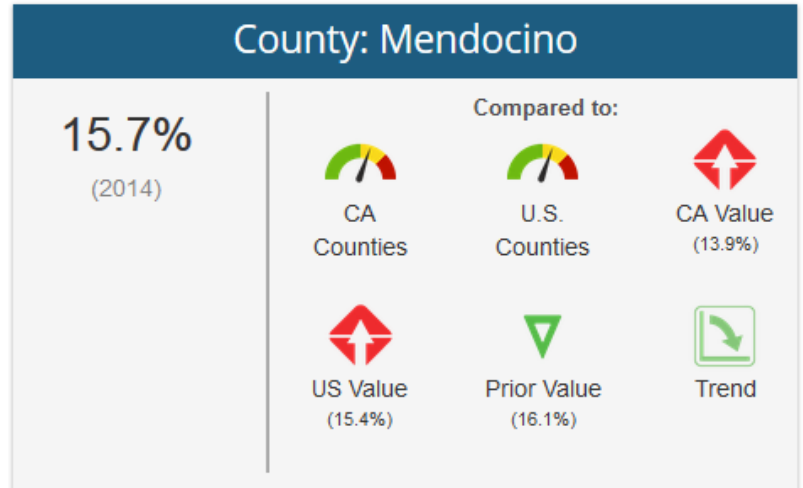 County: Mendocino
15.7%
(2014)
Compared to:
CA
Counties
U.S.
Counties
CA Value
(13.9%)
US Value
(15.4%)
Prior Value
(16.1%)
Trend